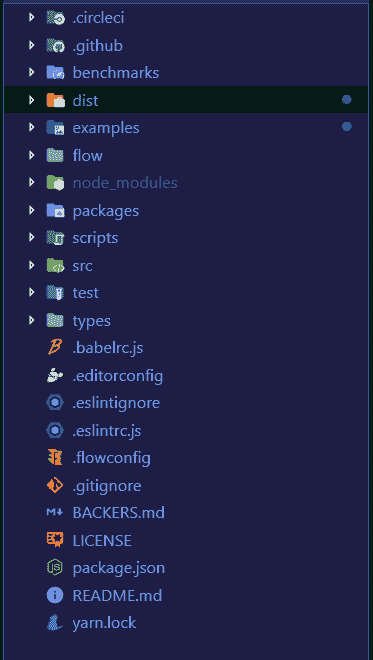 .circleci
.github
benchmarks
dist
examples
flow
node_modules
packages
scripts
src
test
types
.babelrc.js
.editorconfig
.eslintignore
.eslintrc.js
.flowconfig
.gitignore
BACKERS.md
LICENSE
package.json
README.md
yarn.lock